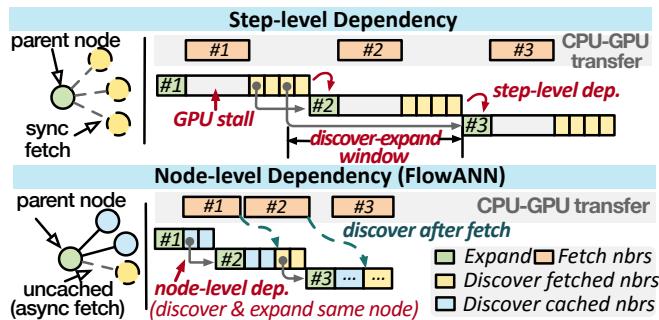 Step-level Dependency
parent node
sync
fetch
#1
#2
#3
CPU-GPU
transfer
#1
GPU stall
#2
step-level dep.
#3
discover-expand
window
Node-level Dependency (FlowANN)
parent node
uncached
(async fetch)
#1
#2
#3
CPU-GPU transfer
discover after fetch
#1
#2
#3
...
...
node-level dep.
(discover & expand same node)
Expand
Fetch nbrs
Discover fetched nbrs
Discover cached nbrs